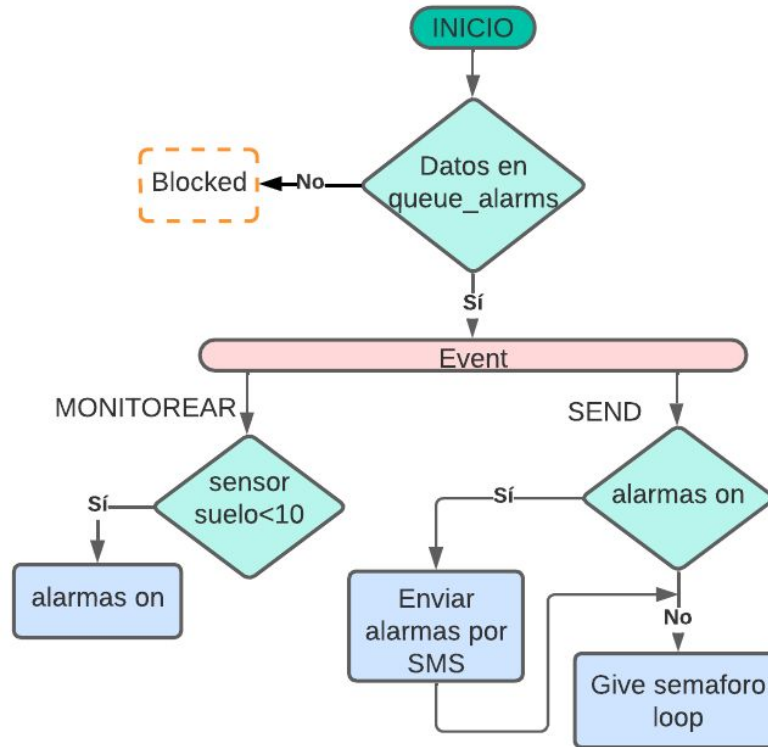 INICIO
Datos en
queue_alarms
No
Blocked
Sí
Event
MONITOREAR
SEND
sensor
suelo<10
Sí
alarmas on
alarmas on
Sí
Enviar
alarmas por
SMS
No
Give semaforo
loop